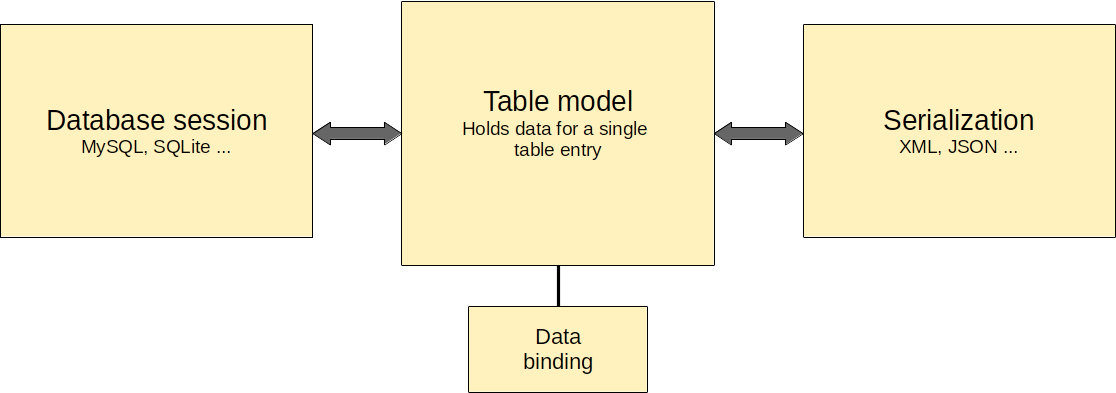 Database session
MySQL, SQLite ...
Table model
Holds data for a single
table entry
Serialization
XML, JSON ...
Data
binding